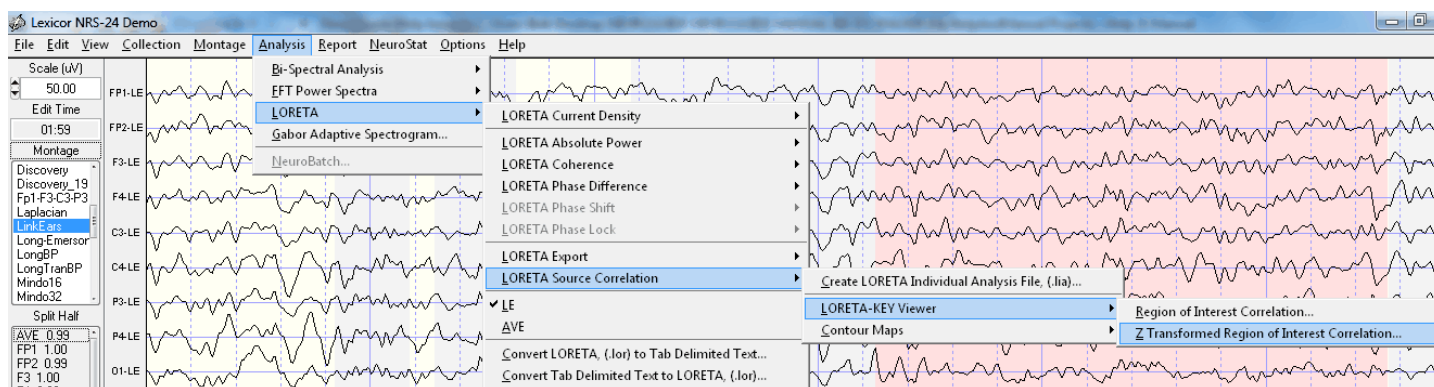 Lexicor NRS-24 Demo
File Edit View Collection Montage Analysis Report NeuroStat Options Help
Scale (uV)
50.00
Edit Time
01:59
Montage
Discovery
Discovery_19
Fp1-F3-C3-P3
Laplacian
LinkEars
Long-Emerson
LongBP
LongTranBP
Mindo16
Mindo32
Split Half
AVE 0.99
FP1 1.00
FP2 0.99
F3 1.00
FP1-LE
FP2-LE
F3-LE
F4-LE
C3-LE
C4-LE
P3-LE
P4-LE
O1-LE
Bi-Spectral Analysis
FFT Power Spectra
LORETA
Gabor Adaptive Spectrogram...
NeuroBatch...
LORETA Current Density
LORETA Absolute Power
LORETA Coherence
LORETA Phase Difference
LORETA Phase Shift
LORETA Phase Lock
LORETA Export
LORETA Source Correlation
LE
AVE
Convert LORETA, (.lor) to Tab Delimited Text...
Convert Tab Delimited Text to LORETA, (.lor)...
Create LORETA Individual Analysis File, (.lia)...
LORETA-KEY Viewer
Contour Maps
Region of Interest Correlation...
Z Transformed Region of Interest Correlation...